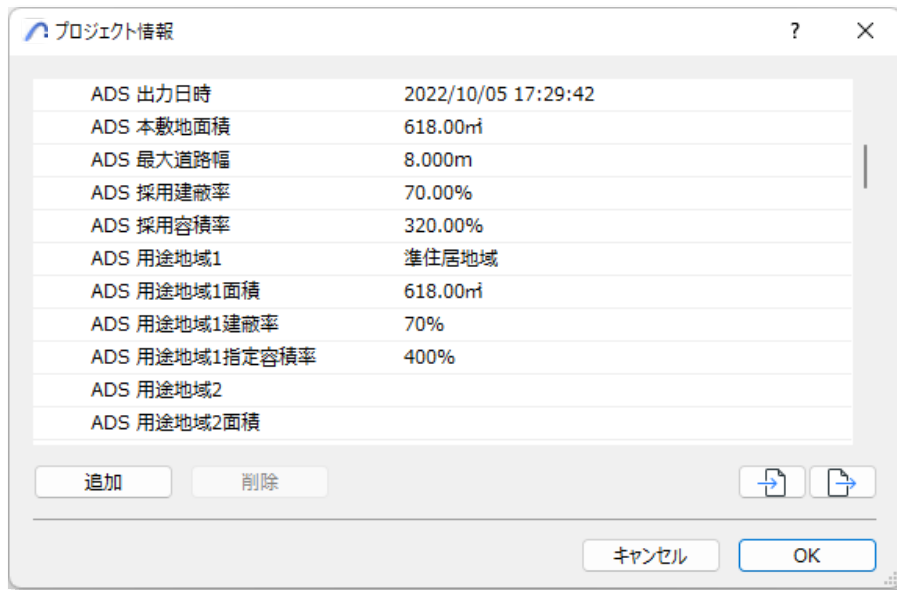 プロジェクト情報
ADS 出力日時 2022/10/05 17:29:42
ADS 本敷地面積 618.00㎡
ADS 最大道路幅 8.000m
ADS 採用建蔽率 70.00%
ADS 採用容積率 320.00%
ADS 用途地域1 準住居地域
ADS 用途地域1面積 618.00㎡
ADS 用途地域1建蔽率 70%
ADS 用途地域1指定容積率 400%
ADS 用途地域2
ADS 用途地域2面積
追加 削除
キャンセル OK